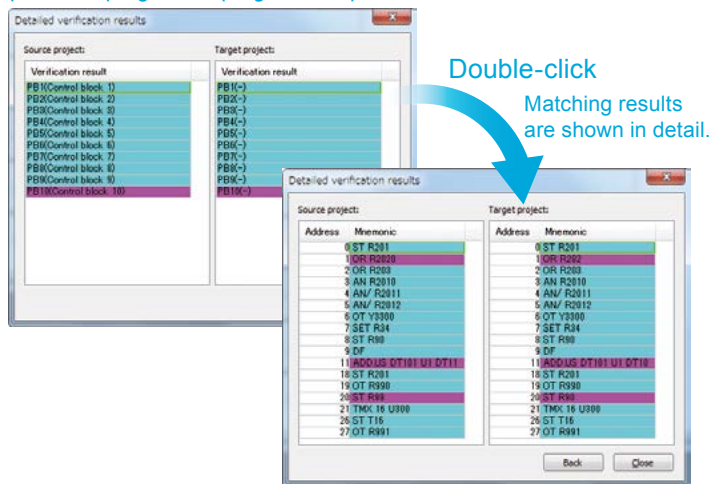 Detailed verification results
Source project:
Target project:
Verification result
Verification result
PB1(Control block 1) PB1(-)
PB2(Control block 2) PB2(-)
PB3(Control block 3) PB3(-)
PB4(Control block 4) PB4(-)
PB5(Control block 5) PB5(-)
PB6(Control block 6) PB6(-)
PB7(Control block 7) PB7(-)
PB8(Control block 8) PB8(-)
PB9(Control block 9) PB9(-)
PB10(Control block 10) PB10(-)
Double-click
Matching results
are shown in detail.
Detailed verification results
Source project:
Target project:
Address Mnemonic Address Mnemonic
0 ST R201 0 ST R201
1 OR R2020 1 OR R202
2 OR R203 2 OR R203
3 AN R2010 3 AN R2010
4 AN/ R2011 4 AN/ R2011
5 AN/ R2012 5 AN/ R2012
6 OT Y3300 6 OT Y3300
7 SET R34 7 SET R34
8 ST R90 8 ST R90
9 DF 9 DF
11 ADD.US DT101 U1 DT11 11 ADD.US DT101 U1 DT10
18 ST R201 18 ST R201
19 OT R990 19 OT R990
20 ST R99 20 ST R90
21 TMX 16 U300 21 TMX 16 U300
26 ST T16 26 ST T16
27 OT R991 27 OT R991
Back Close